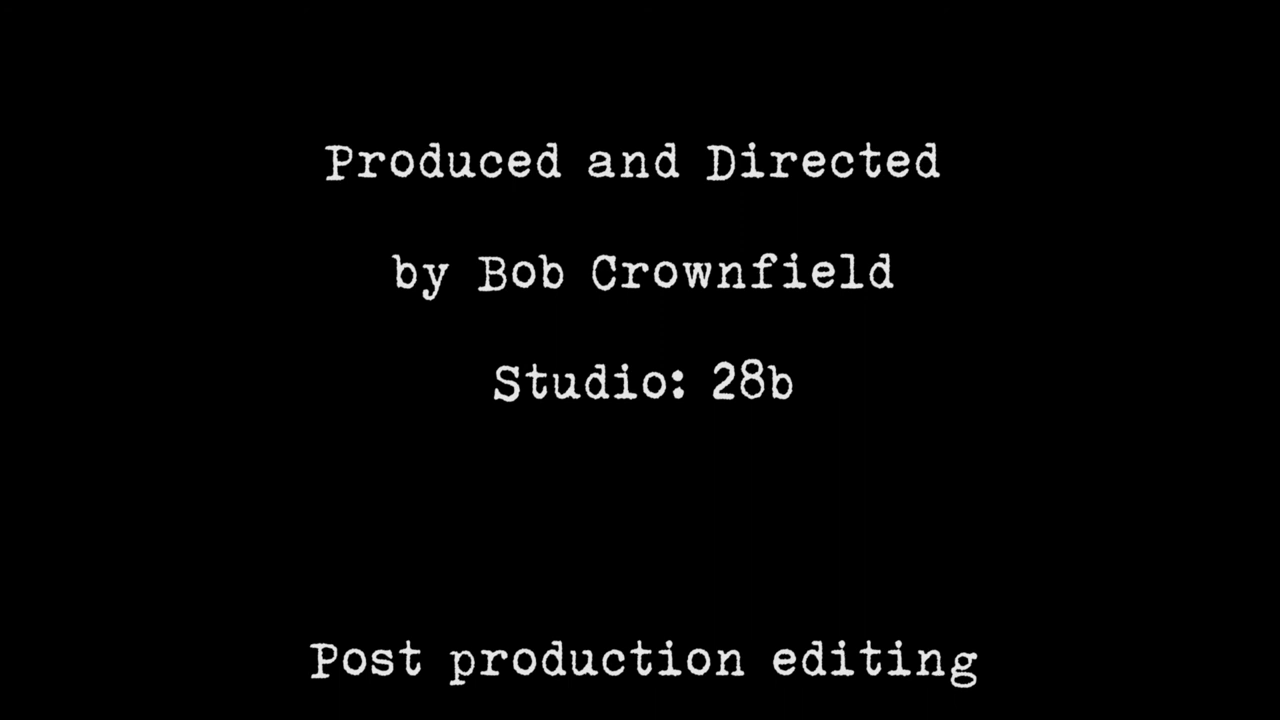 Produced and Directed
by Bob Crownfield
Studio: 28b
Post production editing